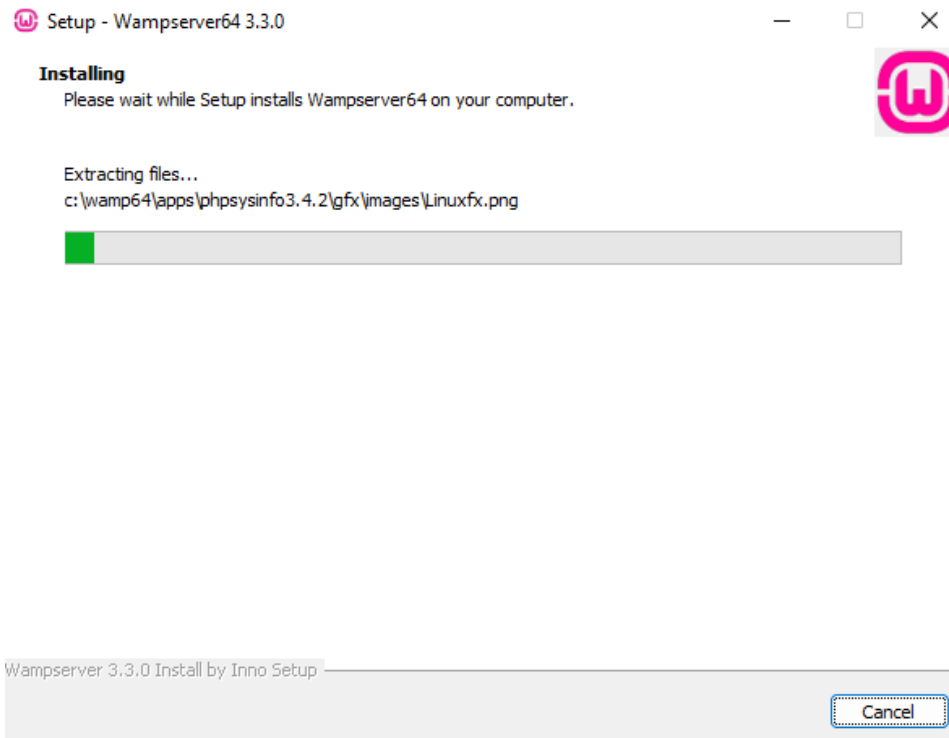 Setup - Wampserver64 3.3.0
Installing
Please wait while Setup installs Wampserver64 on your computer.
Extracting files...
c:\wamp64\apps\phpsysinfo3.4.2\gfx\images\Linuxfx.png
Wampserver 3.3.0 Install by Inno Setup
Cancel